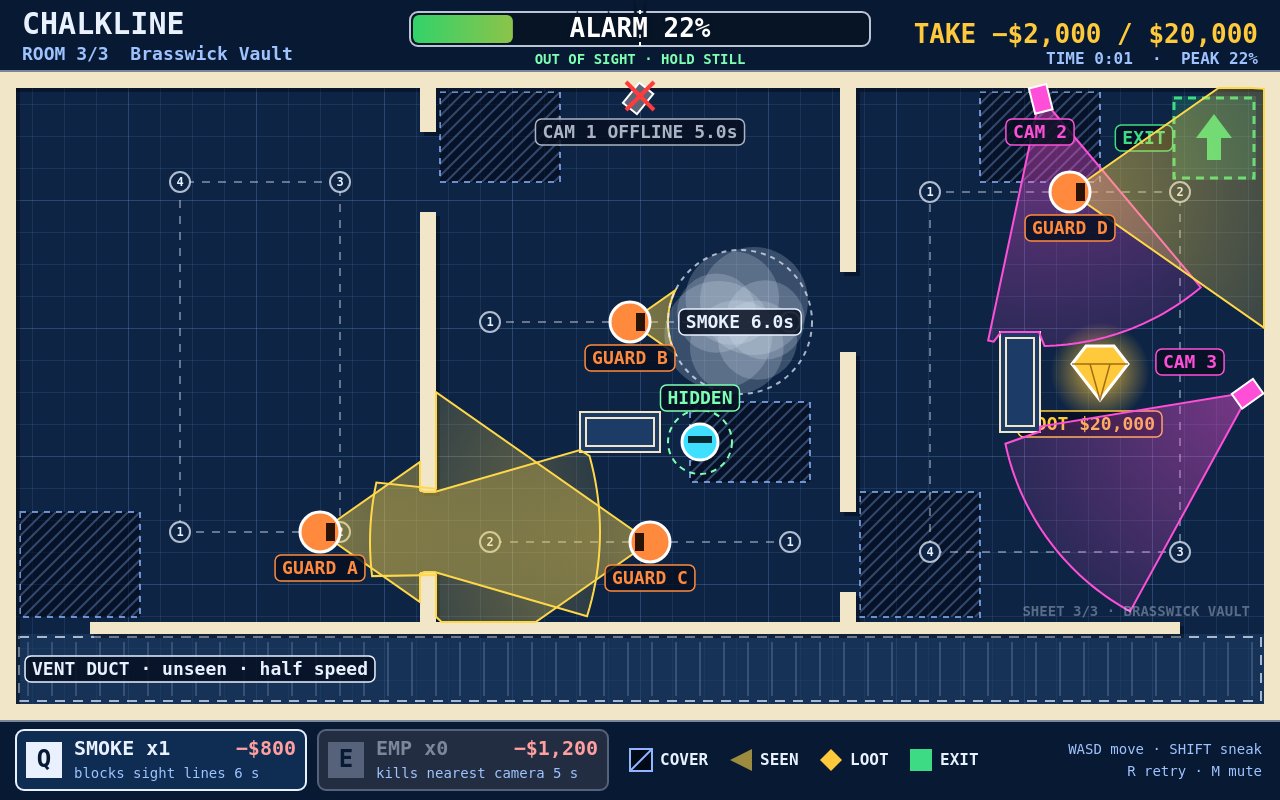 CHALKLINE
ROOM 3/3 Brasswick Vault
ALARM 22%
OUT OF SIGHT · HOLD STILL
TAKE −$2,000 / $20,000
TIME 0:01 · PEAK 22%
CAM 1 OFFLINE 5.0s
CAM 2
EXIT
4
3
1
2
GUARD D
SMOKE 6.0s
1
GUARD B
HIDDEN
CAM 3
$20,000
1
GUARD A
2
1
GUARD C
4
3
SHEET 3/3 · BRASSWICK VAULT
VENT DUCT · unseen · half speed
Q
SMOKE x1 −$800
blocks sight lines 6 s
E
EMP x0 −$1,200
kills nearest camera 5 s
COVER
SEEN
LOOT
EXIT
WASD move · SHIFT sneak
R retry · M mute